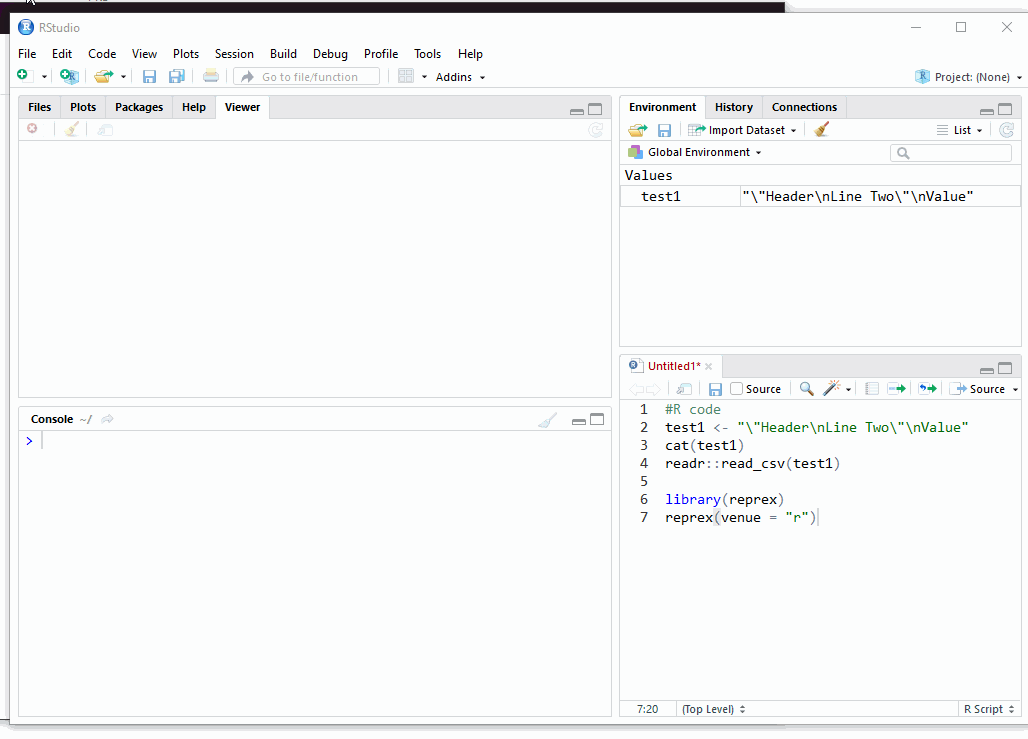 RStudio
File Edit Code View Plots Session Build Debug Profile Tools Help
Go to file/function Addins Project: (None)
Files Plots Packages Help Viewer
Console ~/
>
Environment History Connections
Import Dataset List
Global Environment
Values
test1 "\"Header\nLine Two\"\nValue"
Untitled1*
Source Source
1 #R code
2 test1 <- "\"Header\nLine Two\"\nValue"
3 cat(test1)
4 readr::read_csv(test1)
5
6 library(reprex)
7 reprex(venue = "r")
7:20 (Top Level) R Script